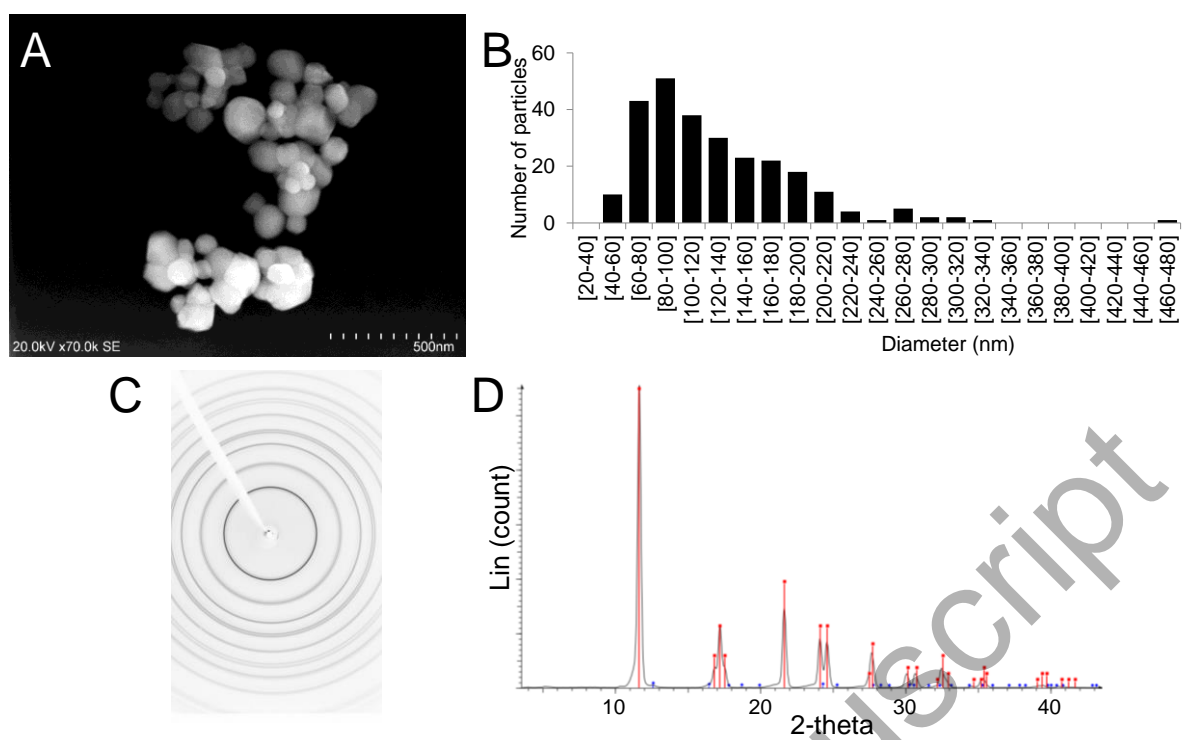 A
20.0kV x70.0k SE
500nm
B
Number of particles
60
40
20
0
[20-40]
[40-60]
[60-80]
[80-100]
[100-120]
[120-140]
[140-160]
[160-180]
[180-200]
[200-220]
[220-240]
[240-260]
[260-280]
[280-300]
[300-320]
[320-340]
[340-360]
[360-380]
[380-400]
[400-420]
[420-440]
[440-460]
[460-480]
Diameter (nm)
C
D
Lin (count)
10
20
30
40
2-theta
uscript